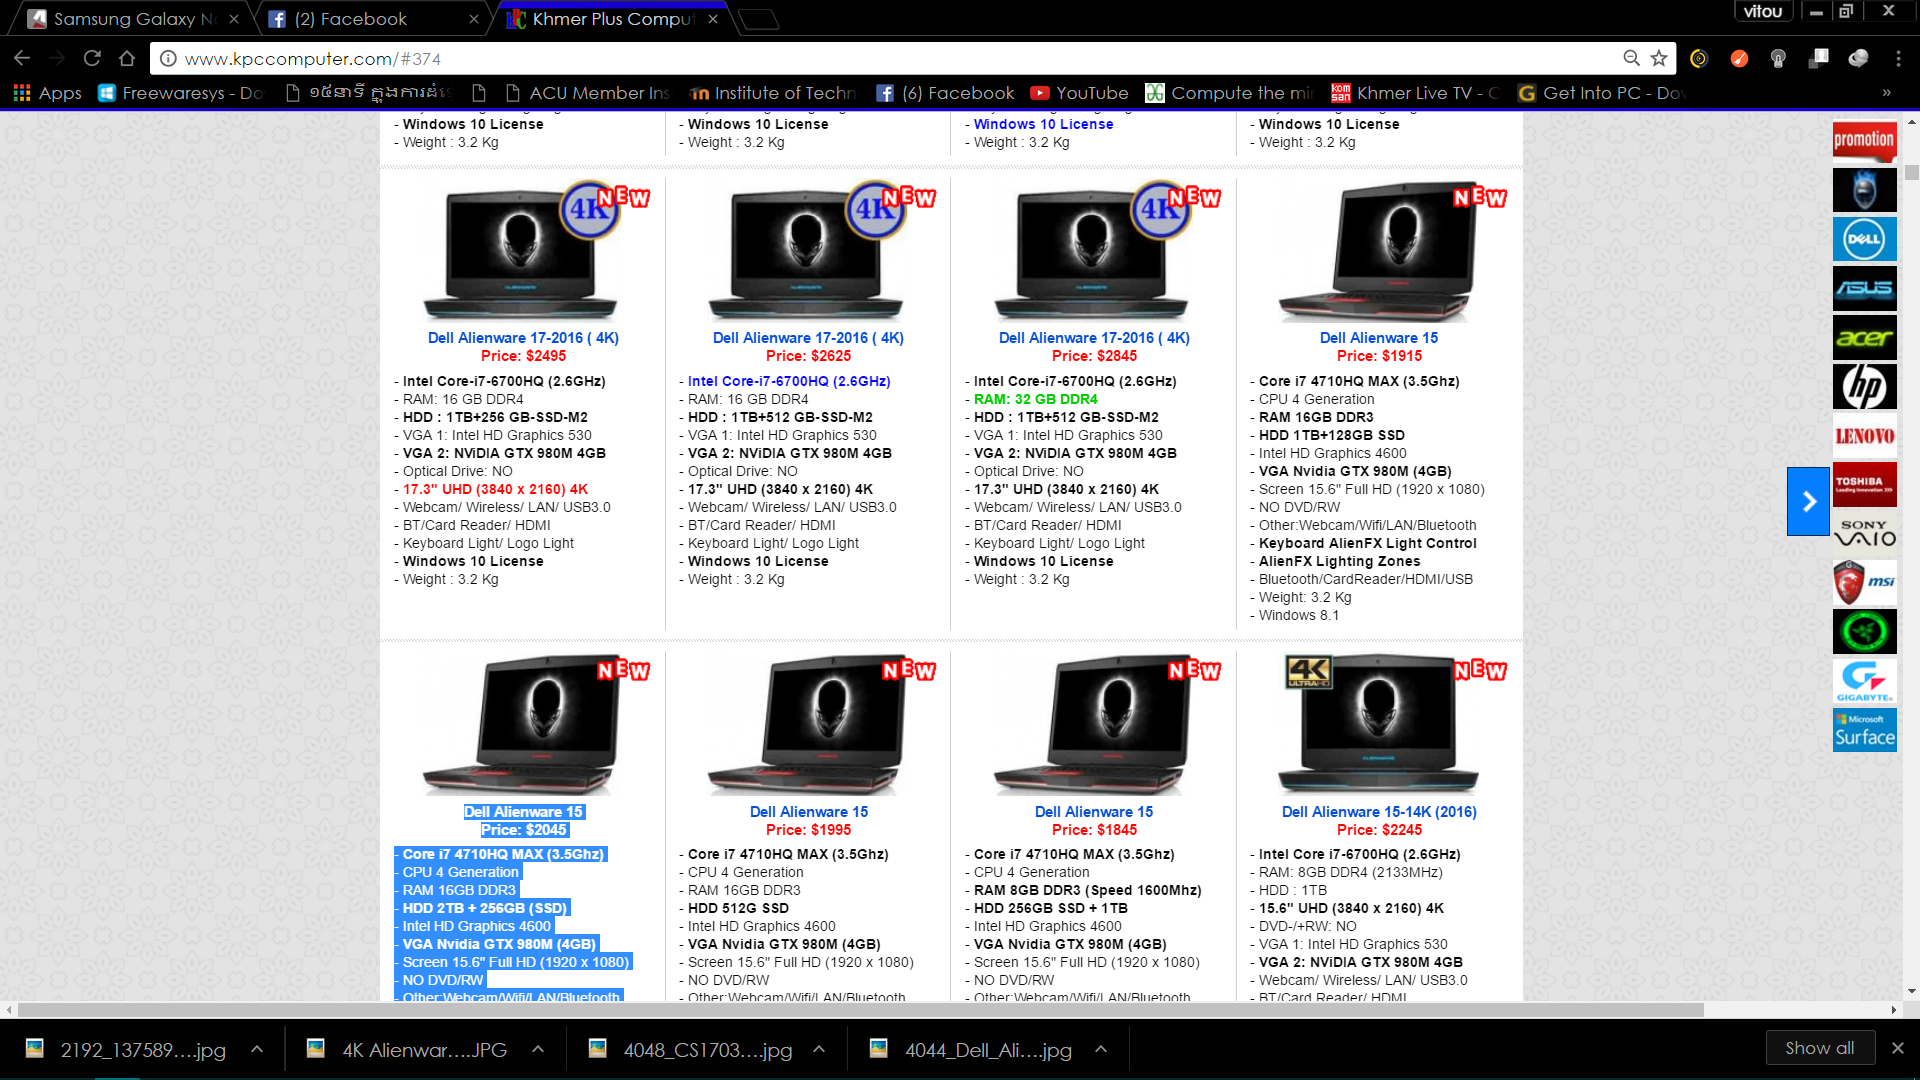 Samsung Galaxy No
(2) Facebook
Khmer Plus Comput
vitou
www.kpccomputer.com/#374
Apps
Freewaresys - Do
១៥នាទី ក្នុងការដំ
ACU Member Ins
Institute of Techn
(6) Facebook
YouTube
Compute the mi
Khmer Live TV - C
Get Into PC - Dow
»
- Windows 10 License
- Weight : 3.2 Kg
- Windows 10 License
- Weight : 3.2 Kg
- Windows 10 License
- Weight : 3.2 Kg
- Windows 10 License
- Weight : 3.2 Kg
4K NEW
Dell Alienware 17-2016 ( 4K)
Price: $2495
- Intel Core-i7-6700HQ (2.6GHz)
- RAM: 16 GB DDR4
- HDD : 1TB+256 GB-SSD-M2
- VGA 1: Intel HD Graphics 530
- VGA 2: NViDIA GTX 980M 4GB
- Optical Drive: NO
- 17.3" UHD (3840 x 2160) 4K
- Webcam/ Wireless/ LAN/ USB3.0
- BT/Card Reader/ HDMI
- Keyboard Light/ Logo Light
- Windows 10 License
- Weight : 3.2 Kg
4K NEW
Dell Alienware 17-2016 ( 4K)
Price: $2625
- Intel Core-i7-6700HQ (2.6GHz)
- RAM: 16 GB DDR4
- HDD : 1TB+512 GB-SSD-M2
- VGA 1: Intel HD Graphics 530
- VGA 2: NViDIA GTX 980M 4GB
- Optical Drive: NO
- 17.3" UHD (3840 x 2160) 4K
- Webcam/ Wireless/ LAN/ USB3.0
- BT/Card Reader/ HDMI
- Keyboard Light/ Logo Light
- Windows 10 License
- Weight : 3.2 Kg
4K NEW
Dell Alienware 17-2016 ( 4K)
Price: $2845
- Intel Core-i7-6700HQ (2.6GHz)
- RAM: 32 GB DDR4
- HDD : 1TB+512 GB-SSD-M2
- VGA 1: Intel HD Graphics 530
- VGA 2: NViDIA GTX 980M 4GB
- Optical Drive: NO
- 17.3" UHD (3840 x 2160) 4K
- Webcam/ Wireless/ LAN/ USB3.0
- BT/Card Reader/ HDMI
- Keyboard Light/ Logo Light
- Windows 10 License
- Weight : 3.2 Kg
NEW
Dell Alienware 15
Price: $1915
- Core i7 4710HQ MAX (3.5Ghz)
- CPU 4 Generation
- RAM 16GB DDR3
- HDD 1TB+128GB SSD
- Intel HD Graphics 4600
- VGA Nvidia GTX 980M (4GB)
- Screen 15.6" Full HD (1920 x 1080)
- NO DVD/RW
- Other:Webcam/Wifi/LAN/Bluetooth
- Keyboard AlienFX Light Control
- AlienFX Lighting Zones
- Bluetooth/CardReader/HDMI/USB
- Weight: 3.2 Kg
- Windows 8.1
NEW
Dell Alienware 15
Price: $2045
- Core i7 4710HQ MAX (3.5Ghz)
- CPU 4 Generation
- RAM 16GB DDR3
- HDD 2TB + 256GB (SSD)
- Intel HD Graphics 4600
- VGA Nvidia GTX 980M (4GB)
- Screen 15.6" Full HD (1920 x 1080)
- NO DVD/RW
- Other:Webcam/Wifi/LAN/Bluetooth
NEW
Dell Alienware 15
Price: $1995
- Core i7 4710HQ MAX (3.5Ghz)
- CPU 4 Generation
- RAM 16GB DDR3
- HDD 512G SSD
- Intel HD Graphics 4600
- VGA Nvidia GTX 980M (4GB)
- Screen 15.6" Full HD (1920 x 1080)
- NO DVD/RW
- Other:Webcam/Wifi/LAN/Bluetooth
NEW
Dell Alienware 15
Price: $1845
- Core i7 4710HQ MAX (3.5Ghz)
- CPU 4 Generation
- RAM 8GB DDR3 (Speed 1600Mhz)
- HDD 256GB SSD + 1TB
- Intel HD Graphics 4600
- VGA Nvidia GTX 980M (4GB)
- Screen 15.6" Full HD (1920 x 1080)
- NO DVD/RW
- Other:Webcam/Wifi/LAN/Bluetooth
4K ULTRA HD
NEW
ALIENWARE
Dell Alienware 15-14K (2016)
Price: $2245
- Intel Core i7-6700HQ (2.6GHz)
- RAM: 8GB DDR4 (2133MHz)
- HDD : 1TB
- 15.6" UHD (3840 x 2160) 4K
- DVD-/+RW: NO
- VGA 1: Intel HD Graphics 530
- VGA 2: NViDIA GTX 980M 4GB
- Webcam/ Wireless/ LAN/ USB3.0
- BT/Card Reader/ HDMI
promotion
DELL
ASUS
acer
hp
LENOVO
TOSHIBA
Leading Innovation >>>
SONY
VAIO
msi
GIGABYTE
Microsoft
Surface
2192_137589....jpg
4K Alienwar....JPG
4048_CS1703....jpg
4044_Dell_Ali....jpg
Show all